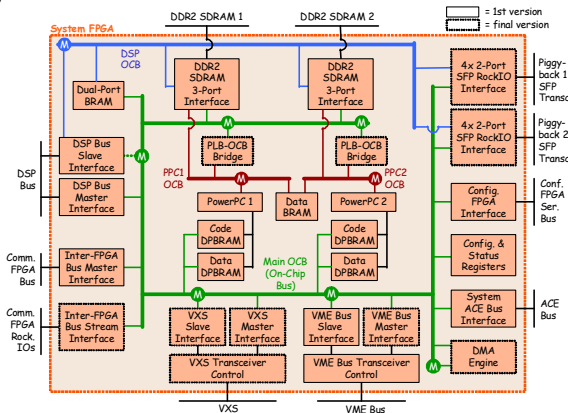 DDR2 SDRAM 1
DDR2 SDRAM 2
= 1st version
= final version
System FPGA
M
DSP
OCB
DDR2
SDRAM
3-Port
Interface
DDR2
SDRAM
3-Port
Interface
4x 2-Port
SFP RockIO
Interface
Piggy-
back 1
SFP
Transc
Dual-Port
BRAM
4x 2-Port
SFP RockIO
Interface
Piggy-
back 2
SFP
Transc
M
M
PLB-OCB
Bridge
PLB-OCB
Bridge
DSP Bus
Slave
Interface
M
DSP
Bus
PPC1
OCB
M
M
PPC2
OCB
DSP Bus
Master
Interface
PowerPC 1
Data
BRAM
PowerPC 2
Config.
FPGA
Interface
Conf.
FPGA
Ser.
Bus
Code
DPBRAM
Code
DPBRAM
Comm.
FPGA
Bus
Inter-FPGA
Bus Master
Interface
Data
DPBRAM
Main OCB
(On-Chip
Bus)
Data
DPBRAM
Config. &
Status
Registers
M
M
Comm.
FPGA
Rock.
IOs
Inter-FPGA
Bus Stream
Interface
VXS
Slave
Interface
VXS
Master
Interface
VME Bus
Slave
Interface
VME Bus
Master
Interface
System
ACE Bus
Interface
ACE
Bus
VXS Transceiver
Control
VME Bus Transceiver
Control
M
DMA
Engine
VXS
VME Bus